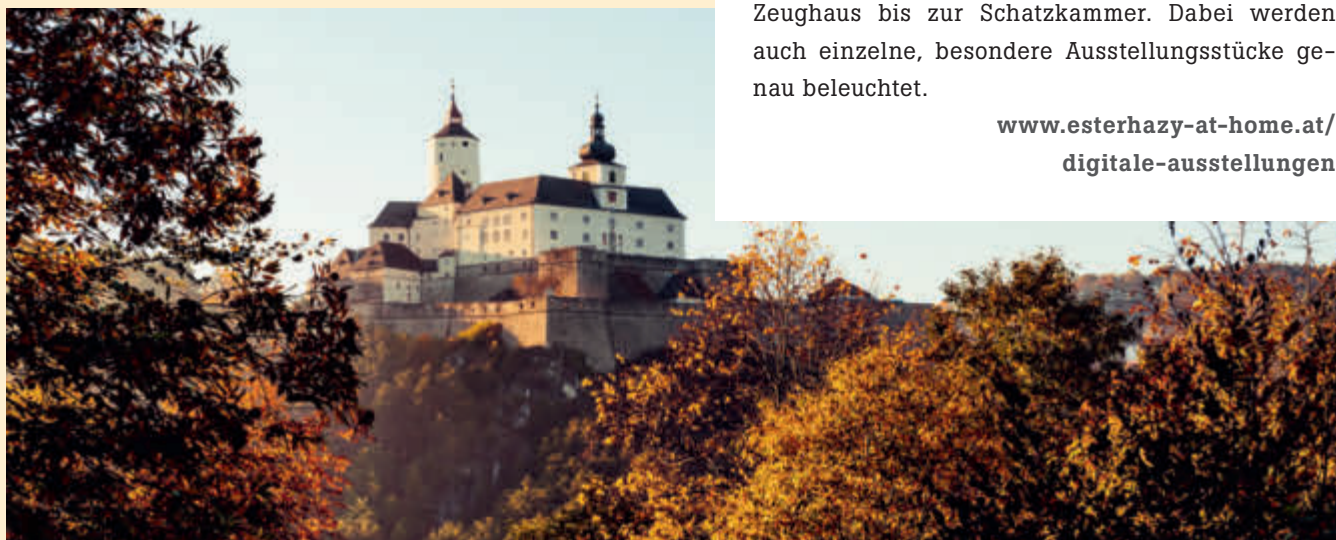 Zeughaus bis zur Schatzkammer. Dabei werden
auch einzelne, besondere Ausstellungsstücke ge-
nau beleuchtet.
www.esterhazy-at-home.at/
digitale-ausstellungen